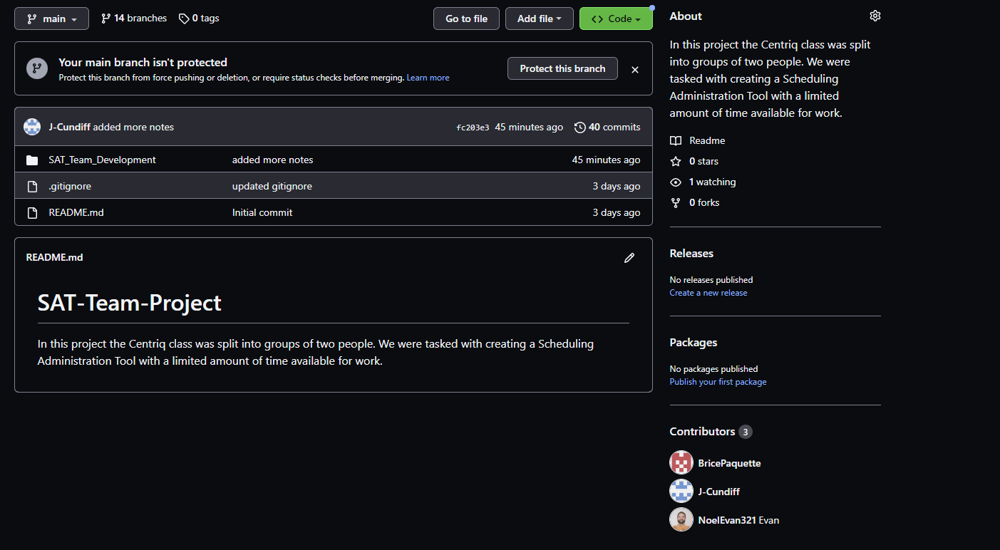 main
14 branches
0 tags
Go to file
Add file
Code
Your main branch isn't protected
Protect this branch from force pushing or deletion, or require status checks before merging. Learn more
Protect this branch
J-Cundiff added more notes
fc203e3 45 minutes ago
40 commits
SAT_Team_Development added more notes 45 minutes ago
.gitignore updated gitignore 3 days ago
README.md Initial commit 3 days ago
README.md
SAT-Team-Project
In this project the Centriq class was split into groups of two people. We were tasked with creating a Scheduling
Administration Tool with a limited amount of time available for work.
About
In this project the Centriq class was split
into groups of two people. We were
tasked with creating a Scheduling
Administration Tool with a limited
amount of time available for work.
Readme
0 stars
1 watching
0 forks
Releases
No releases published
Create a new release
Packages
No packages published
Publish your first package
Contributors 3
BricePaquette
J-Cundiff
NoelEvan321 Evan